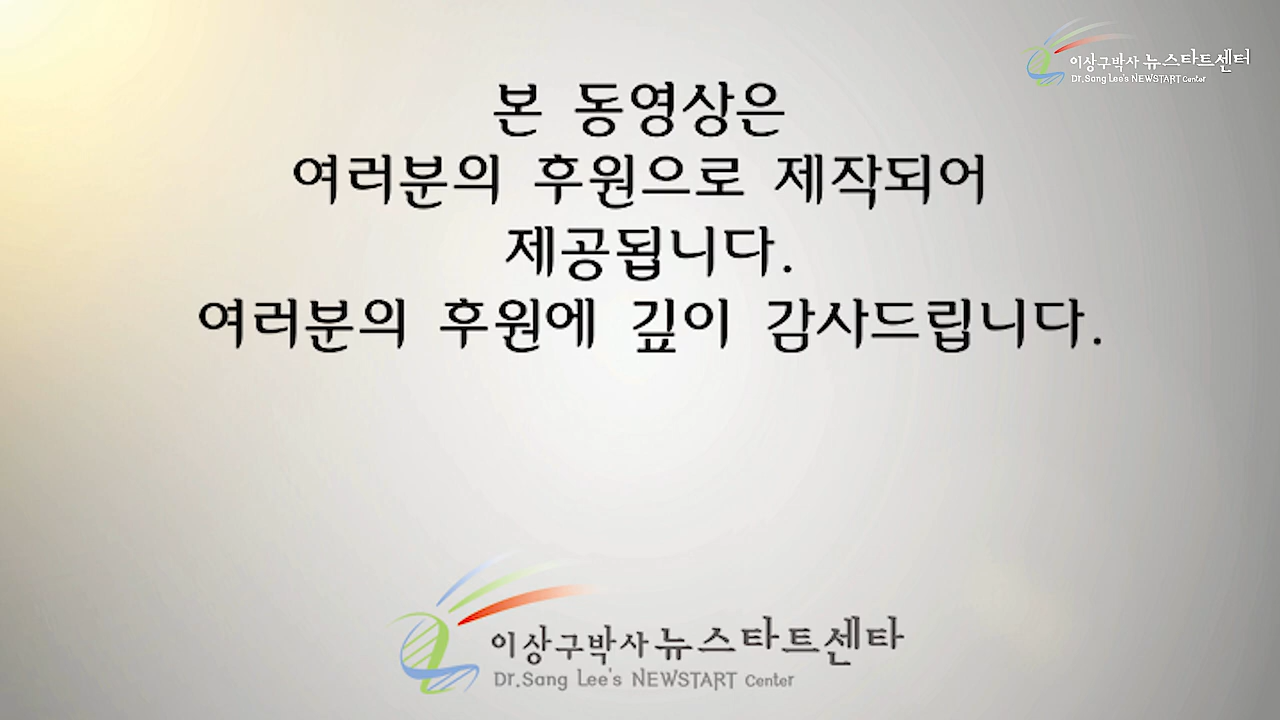 이상구박사 뉴스타트센터
Dr.Sang Lee's NEWSTART Center
본 동영상은
여러분의 후원으로 제작되어
제공됩니다.
여러분의 후원에 깊이 감사드립니다.
이상구박사 뉴스타트센타
Dr.Sang Lee's NEWSTART Center